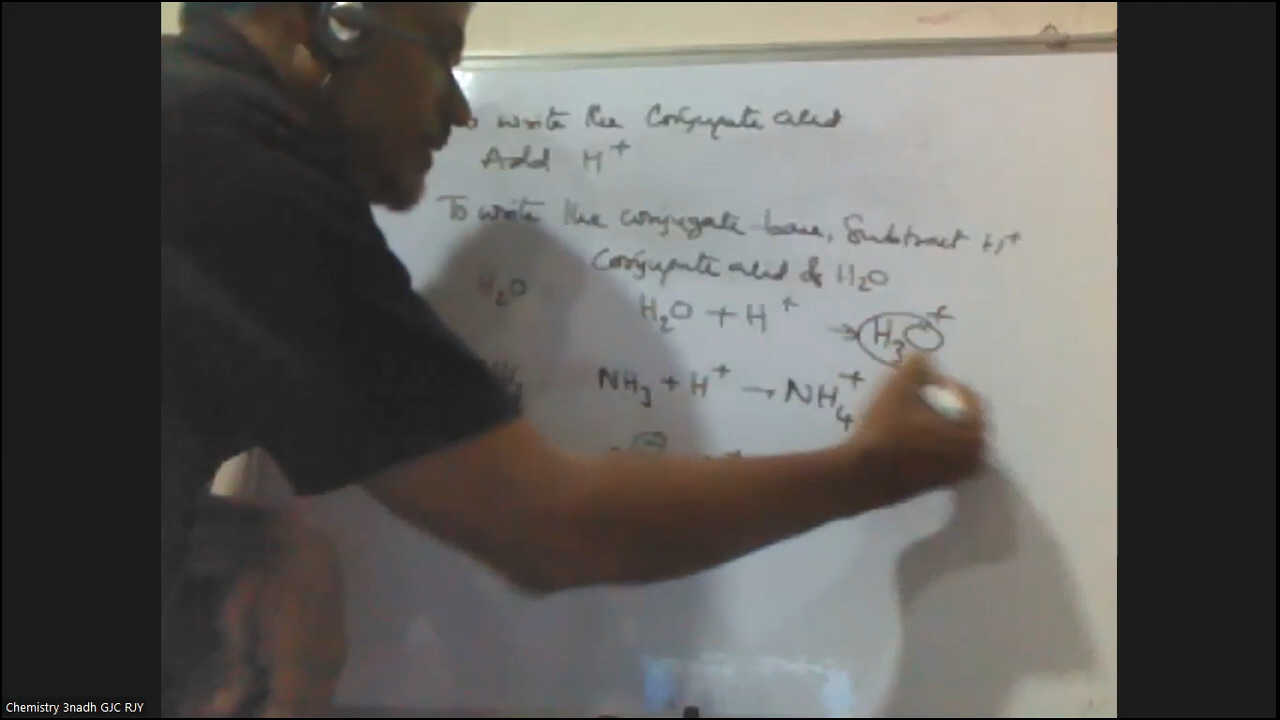 write the Conjugate acid
Add H⁺
To write the conjugate base, Subtract H⁺
Conjugate acid of H₂O
H₂O H₂O + H⁺ → H₃O⁺
NH₃ NH₃ + H⁺ → NH₄⁺
Chemistry 3nadh GJC RJY